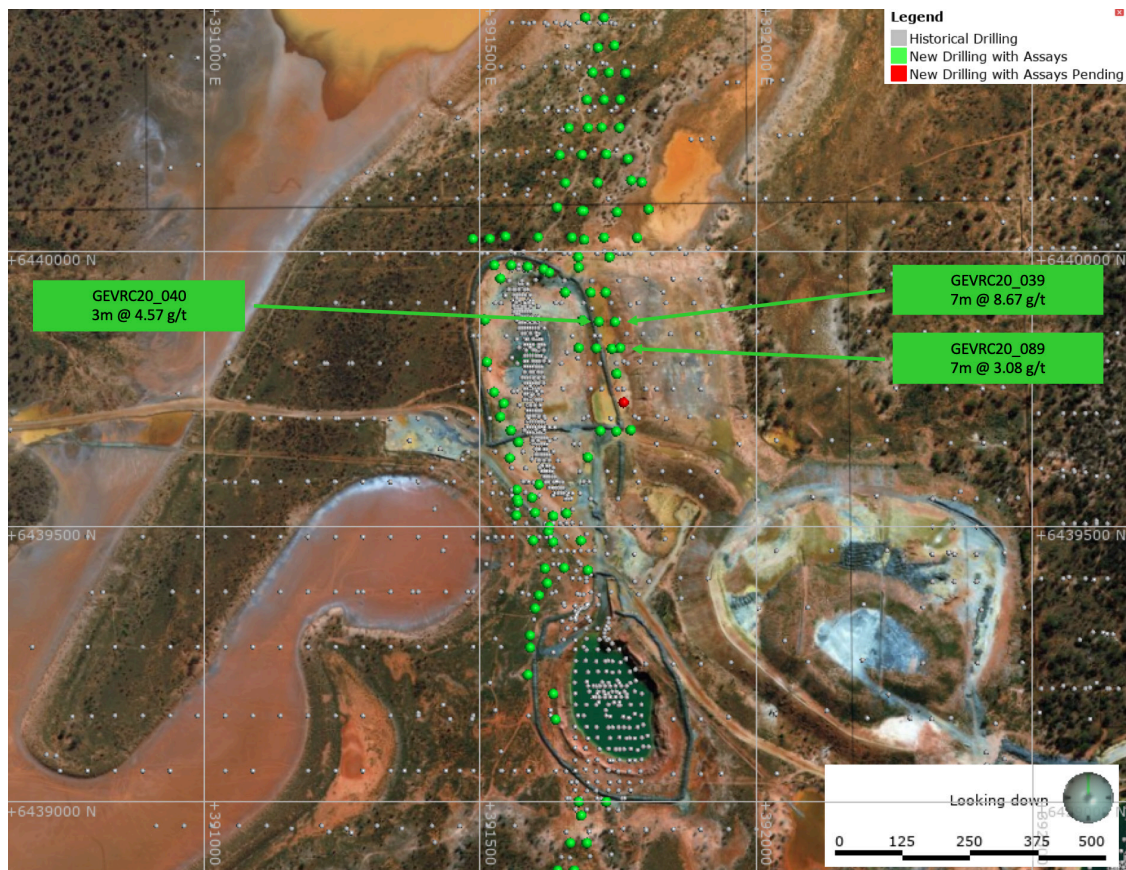 Legend
Historical Drilling
New Drilling with Assays
New Drilling with Assays Pending
391000 E
391500 E
392000 E
+6440000 N
+6440000 N
GEVRC20_040
3m @ 4.57 g/t
GEVRC20_039
7m @ 8.67 g/t
GEVRC20_089
7m @ 3.08 g/t
+6439500 N
+6439500 N
+6439000 N
+6439000 N
+391000
+391500
+392000
Looking down
0 125 250 375 500